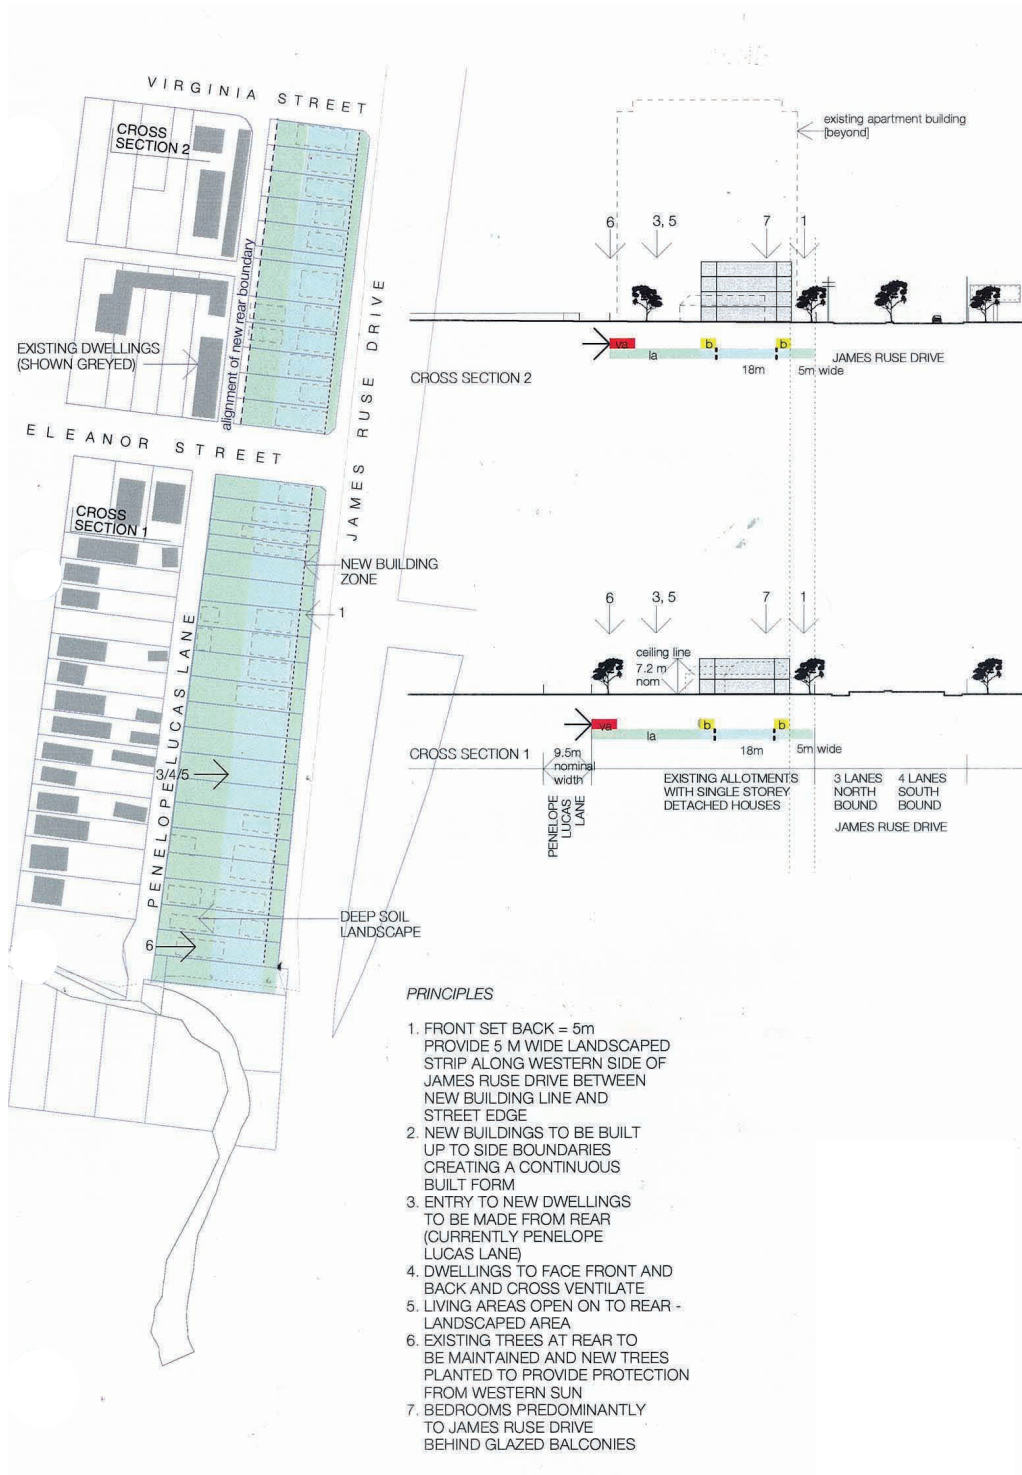 VIRGINIA STREET
CROSS
SECTION 2
alignment of new rear boundary
JAMES RUSE DRIVE
EXISTING DWELLINGS
(SHOWN GREYED)
ELEANOR STREET
CROSS
SECTION 1
NEW BUILDING
ZONE
1
PENELOPE LUCAS LANE
3/4/5
DEEP SOIL
LANDSCAPE
6
existing apartment building
[beyond]
6
3, 5
7
1
va
b
b
la
18m
5m wide
JAMES RUSE DRIVE
CROSS SECTION 2
6
3, 5
7
1
ceiling line
7.2 m
nom
va
b
b
la
18m
5m wide
CROSS SECTION 1
9.5m
nominal
width
PENELOPE
LUCAS
LANE
EXISTING ALLOTMENTS
WITH SINGLE STOREY
DETACHED HOUSES
3 LANES
NORTH
BOUND
4 LANES
SOUTH
BOUND
JAMES RUSE DRIVE
PRINCIPLES
1. FRONT SET BACK = 5m
PROVIDE 5 M WIDE LANDSCAPED
STRIP ALONG WESTERN SIDE OF
JAMES RUSE DRIVE BETWEEN
NEW BUILDING LINE AND
STREET EDGE
2. NEW BUILDINGS TO BE BUILT
UP TO SIDE BOUNDARIES
CREATING A CONTINUOUS
BUILT FORM
3. ENTRY TO NEW DWELLINGS
TO BE MADE FROM REAR
(CURRENTLY PENELOPE
LUCAS LANE)
4. DWELLINGS TO FACE FRONT AND
BACK AND CROSS VENTILATE
5. LIVING AREAS OPEN ON TO REAR -
LANDSCAPED AREA
6. EXISTING TREES AT REAR TO
BE MAINTAINED AND NEW TREES
PLANTED TO PROVIDE PROTECTION
FROM WESTERN SUN
7. BEDROOMS PREDOMINANTLY
TO JAMES RUSE DRIVE
BEHIND GLAZED BALCONIES